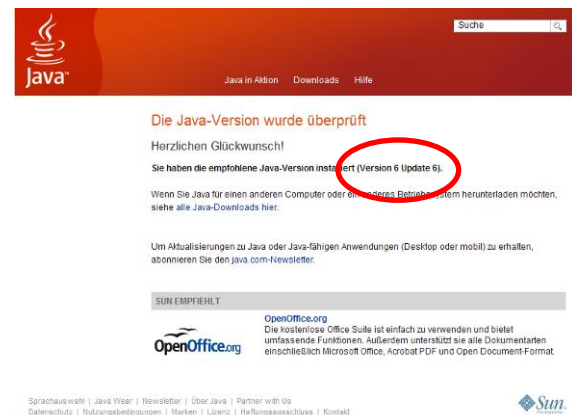 Suche
Java™
Java in Aktion Downloads Hilfe
Die Java-Version wurde überprüft
Herzlichen Glückwunsch!
Sie haben die empfohlene Java-Version installiert (Version 6 Update 6).
Wenn Sie Java für einen anderen Computer oder ein anderes Betriebssystem herunterladen möchten,
siehe alle Java-Downloads hier.
Um Aktualisierungen zu Java oder Java-fähigen Anwendungen (Desktop oder mobil) zu erhalten,
abonnieren Sie den java.com-Newsletter.
SUN EMPFIEHLT
OpenOffice.org
OpenOffice.org
Die kostenlose Office Suite ist einfach zu verwenden und bietet
umfassende Funktionen. Außerdem unterstützt sie alle Dokumentarten
einschließlich Microsoft Office, Acrobat PDF und Open Document-Format.
Sprachauswahl | Java Wear | Newsletter | Über Java | Partner with Us
Datenschutz | Nutzungsbedingungen | Marken | Lizenz | Haftungsausschluss | Kontakt
Sun